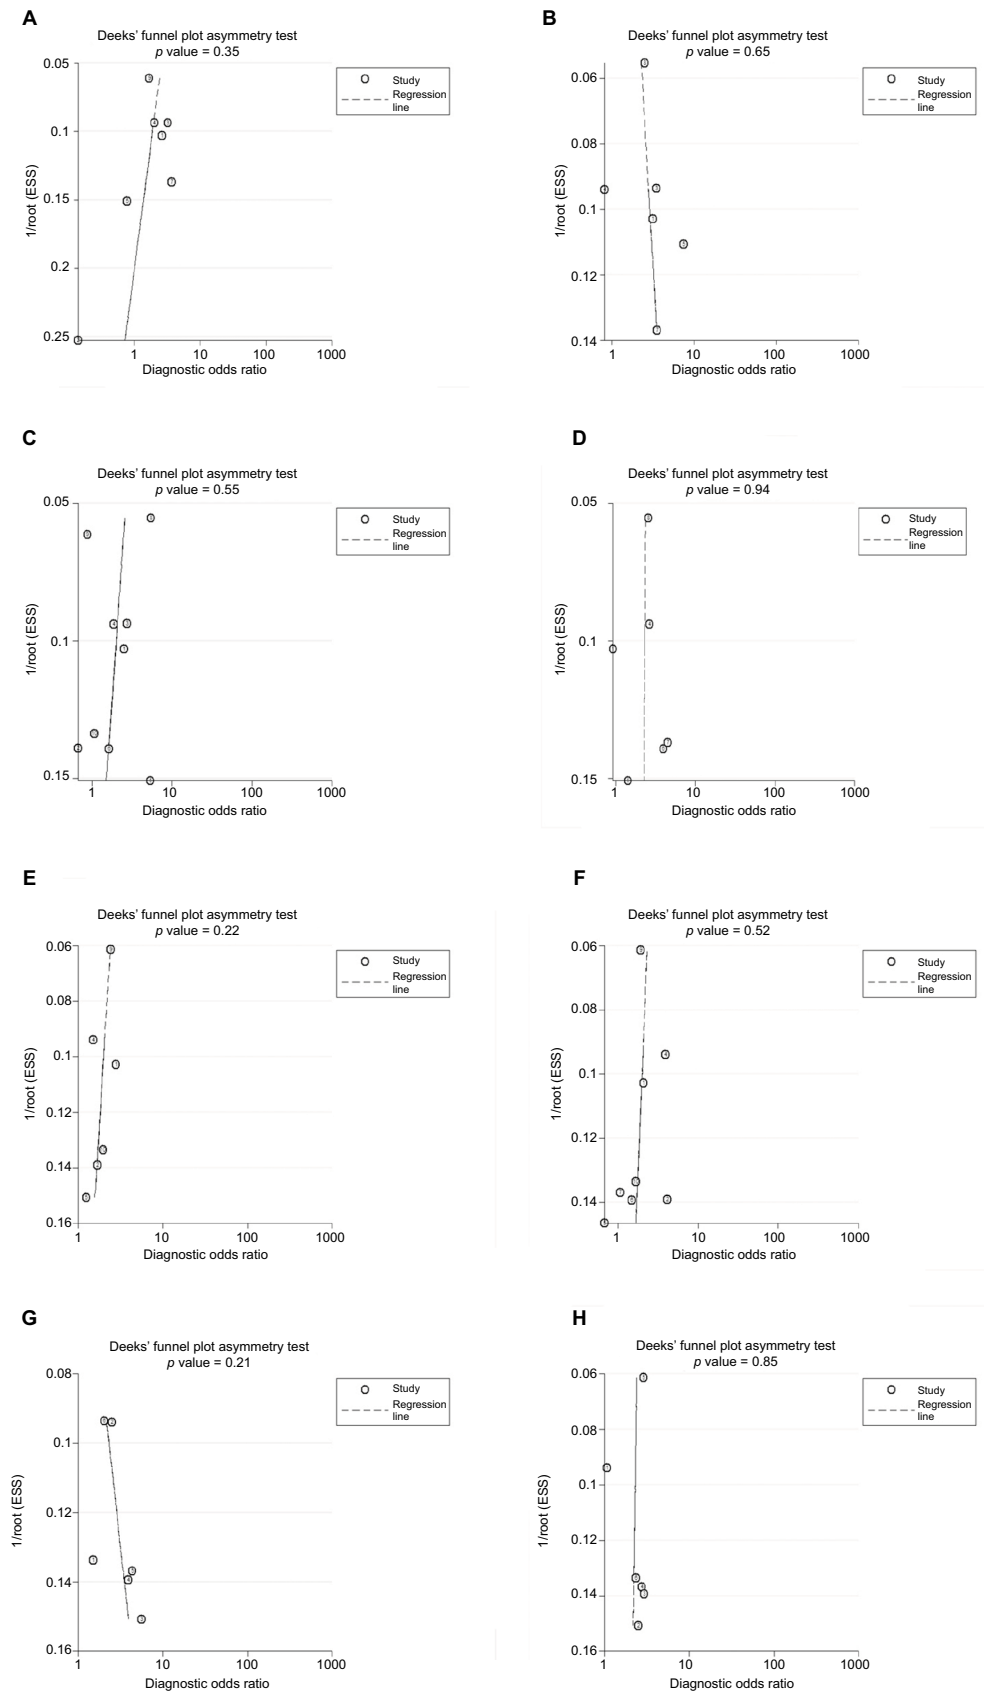 A
Deeks' funnel plot asymmetry test
p value = 0.35
0.05
0.1
0.15
0.2
0.25
1/root (ESS)
1
10
100
1000
Diagnostic odds ratio
Study
Regression
line
B
Deeks' funnel plot asymmetry test
p value = 0.65
0.06
0.08
0.1
0.12
0.14
1/root (ESS)
1
10
100
1000
Diagnostic odds ratio
Study
Regression
line
C
Deeks' funnel plot asymmetry test
p value = 0.55
0.05
0.1
0.15
1/root (ESS)
1
10
100
1000
Diagnostic odds ratio
Study
Regression
line
D
Deeks' funnel plot asymmetry test
p value = 0.94
0.05
0.1
0.15
1/root (ESS)
1
10
100
1000
Diagnostic odds ratio
Study
Regression
line
E
Deeks' funnel plot asymmetry test
p value = 0.22
0.06
0.08
0.1
0.12
0.14
0.16
1/root (ESS)
1
10
100
1000
Diagnostic odds ratio
Study
Regression
line
F
Deeks' funnel plot asymmetry test
p value = 0.52
0.06
0.08
0.1
0.12
0.14
1/root (ESS)
1
10
100
1000
Diagnostic odds ratio
Study
Regression
line
G
Deeks' funnel plot asymmetry test
p value = 0.21
0.08
0.1
0.12
0.14
0.16
1/root (ESS)
1
10
100
1000
Diagnostic odds ratio
Study
Regression
line
H
Deeks' funnel plot asymmetry test
p value = 0.85
0.06
0.08
0.1
0.12
0.14
0.16
1/root (ESS)
1
10
100
1000
Diagnostic odds ratio
Study
Regression
line